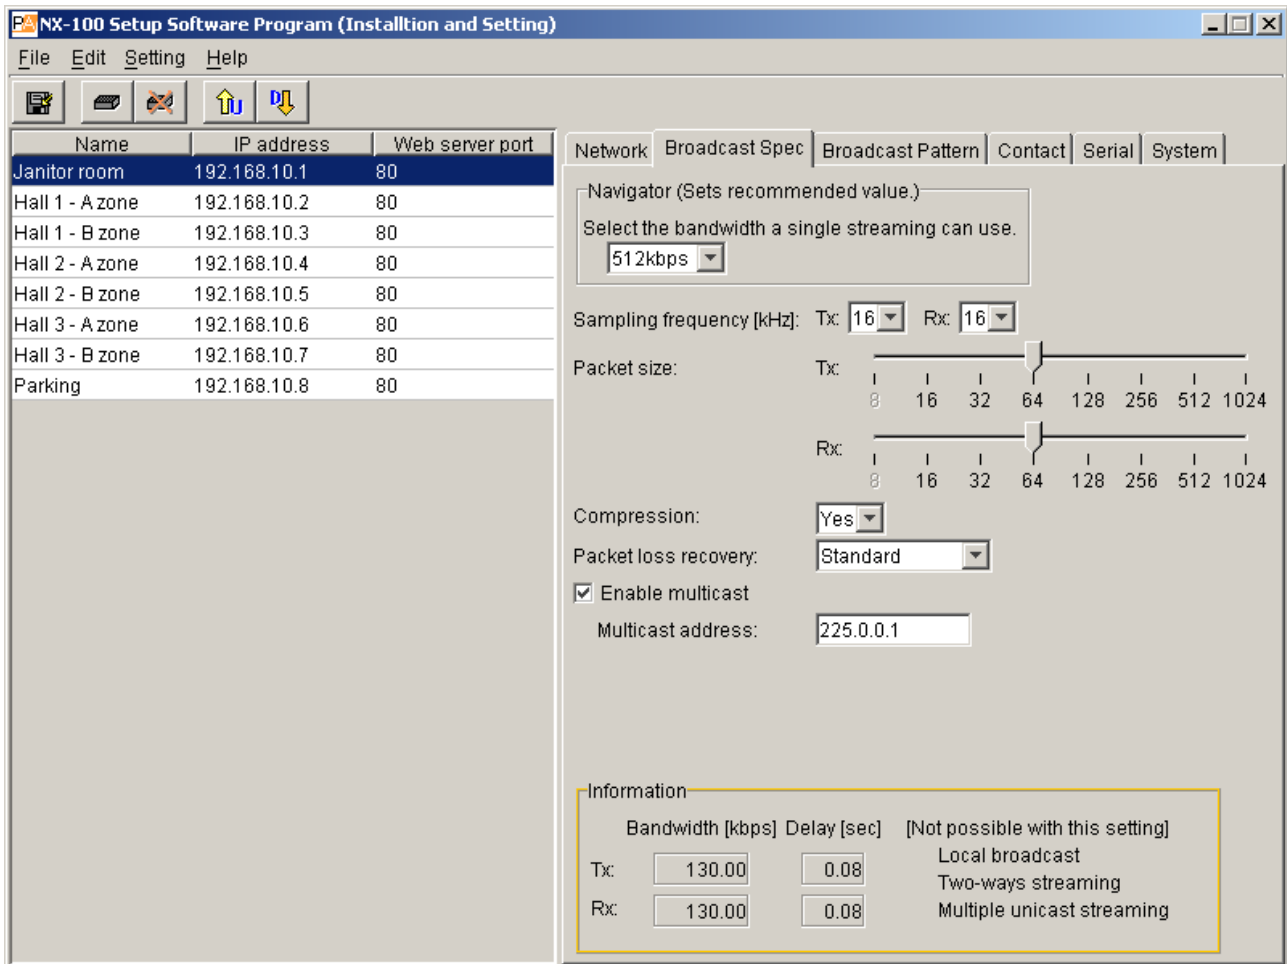 NX-100 Setup Software Program (Installtion and Setting)
File Edit Setting Help
U D
Name IP address Web server port
Janitor room 192.168.10.1 80
Hall 1 - A zone 192.168.10.2 80
Hall 1 - B zone 192.168.10.3 80
Hall 2 - A zone 192.168.10.4 80
Hall 2 - B zone 192.168.10.5 80
Hall 3 - A zone 192.168.10.6 80
Hall 3 - B zone 192.168.10.7 80
Parking 192.168.10.8 80
Network Broadcast Spec Broadcast Pattern Contact Serial System
Navigator (Sets recommended value.)
Select the bandwidth a single streaming can use.
512kbps
Sampling frequency [kHz]: Tx: 16 Rx: 16
Packet size: Tx:
8 16 32 64 128 256 512 1024
Rx:
8 16 32 64 128 256 512 1024
Compression: Yes
Packet loss recovery: Standard
Enable multicast
Multicast address: 225.0.0.1
Information
Bandwidth [kbps] Delay [sec] [Not possible with this setting]
Local broadcast
Tx: 130.00 0.08
Two-ways streaming
Rx: 130.00 0.08 Multiple unicast streaming